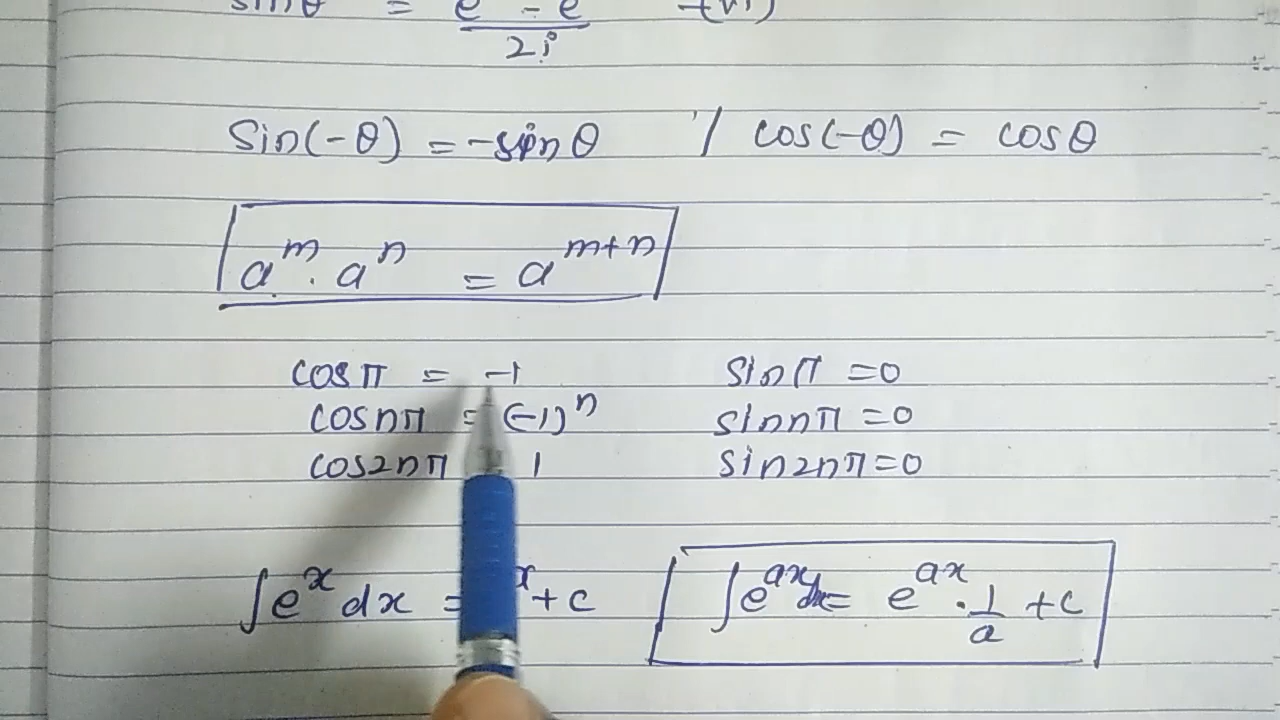 sinθ = e - e / 2i -(vi)
Sin(-θ) = -sinθ / cos(-θ) = cosθ
a^m . a^n = a^(m+n)
cosπ = -1 sinπ = 0
cosnπ = (-1)^n sinnπ = 0
cos2nπ 1 sin2nπ = 0
∫e^x dx = ^x + c ∫e^(ax) dx = e^(ax) . 1/a + c